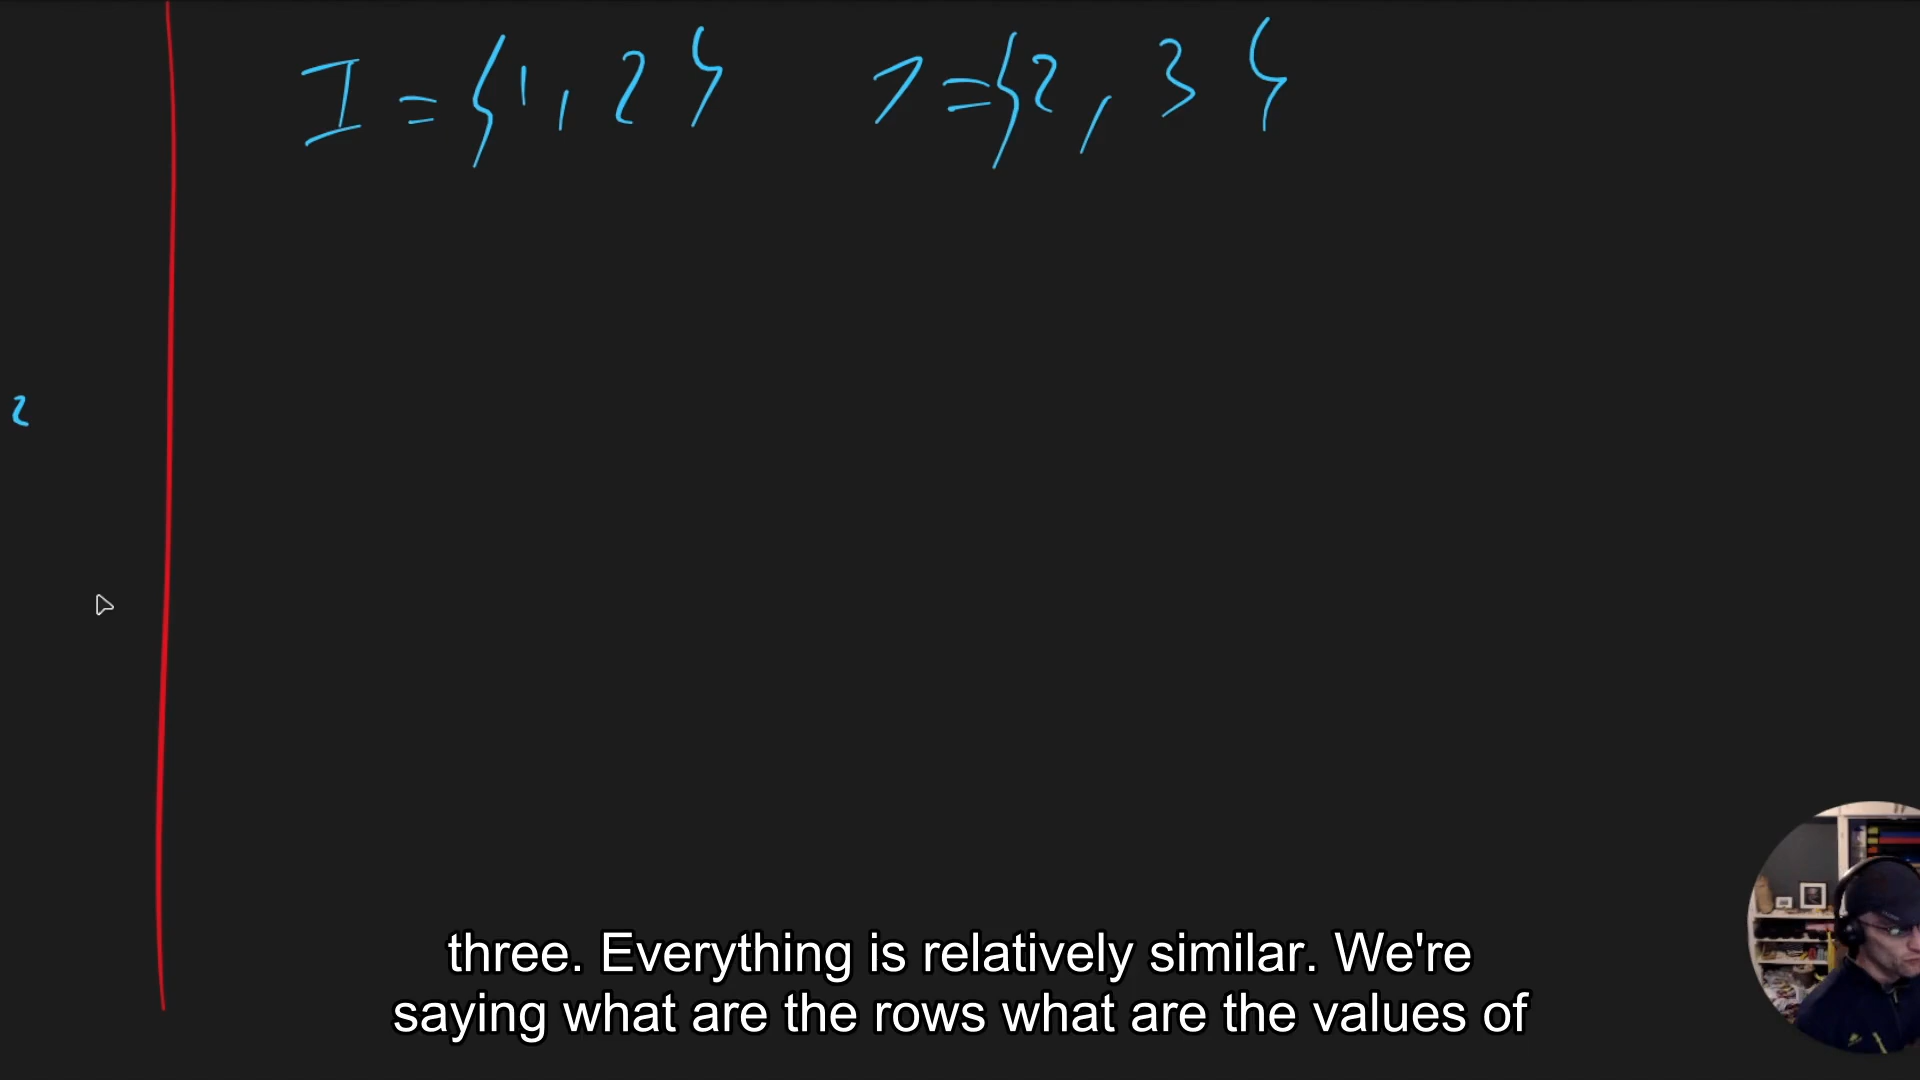 I = {1, 2} J = {2, 3}
2
three. Everything is relatively similar. We're
saying what are the rows what are the values of